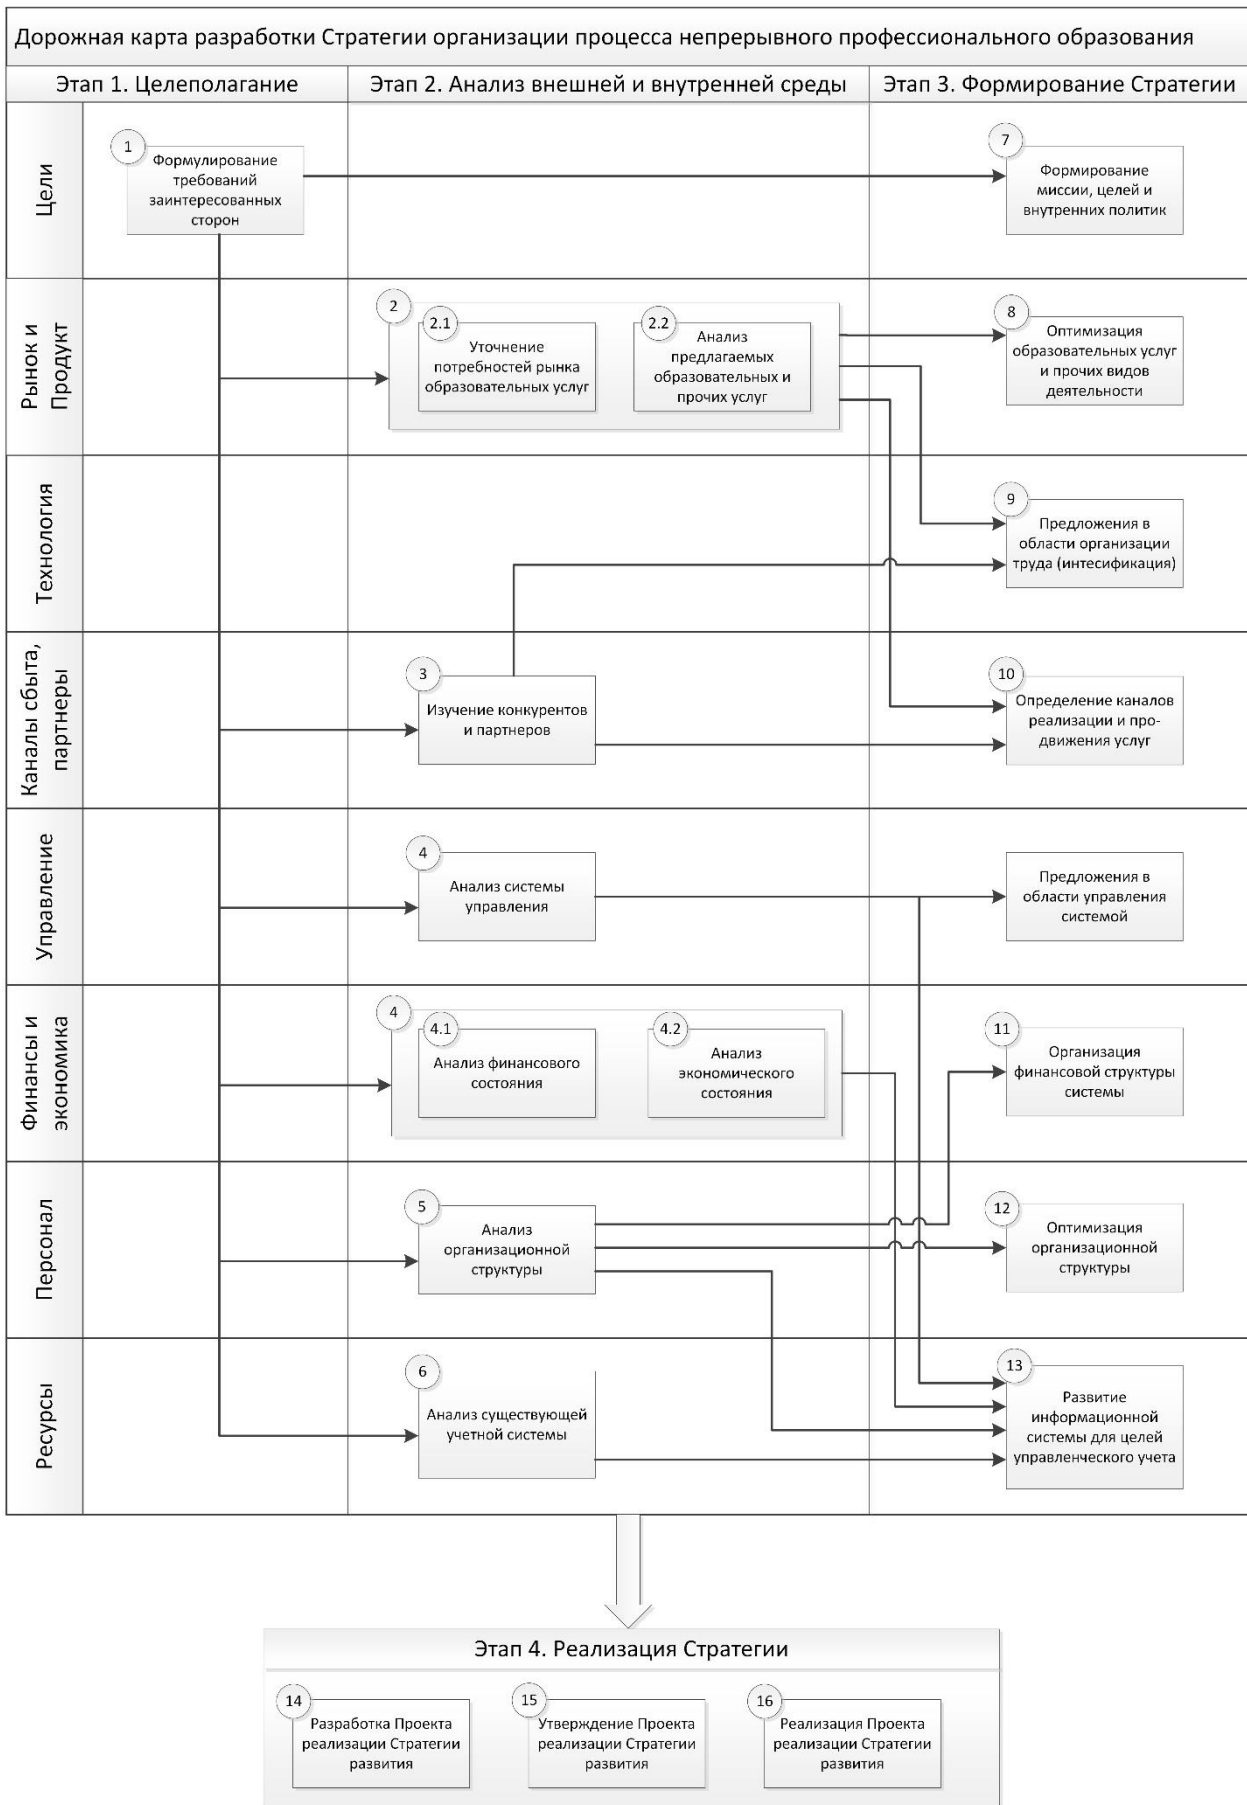 Дорожная карта разработки Стратегии организации процесса непрерывного профессионального образования
Этап 1. Целеполагание
Этап 2. Анализ внешней и внутренней среды
Этап 3. Формирование Стратегии
Цели
1
Формулирование
требований
заинтересованных
сторон
7
Формирование
миссии, целей и
внутренних политик
Рынок и
Продукт
2
2.1
Уточнение
потребностей рынка
образовательных услуг
2.2
Анализ
предлагаемых
образовательных и
прочих услуг
8
Оптимизация
образовательных услуг
и прочих видов
деятельности
Технология
9
Предложения в
области организации
труда (интесификация)
Каналы сбыта,
партнеры
3
Изучение конкурентов
и партнеров
10
Определение каналов
реализации и про-
движения услуг
Управление
4
Анализ системы
управления
Предложения в
области управления
системой
Финансы и
экономика
4
4.1
Анализ финансового
состояния
4.2
Анализ
экономического
состояния
11
Организация
финансовой структуры
системы
Персонал
5
Анализ
организационной
структуры
12
Оптимизация
организационной
структуры
Ресурсы
6
Анализ существующей
учетной системы
13
Развитие
информационной
системы для целей
управленческого учета
Этап 4. Реализация Стратегии
14
Разработка Проекта
реализации Стратегии
развития
15
Утверждение Проекта
реализации Стратегии
развития
16
Реализация Проекта
реализации Стратегии
развития